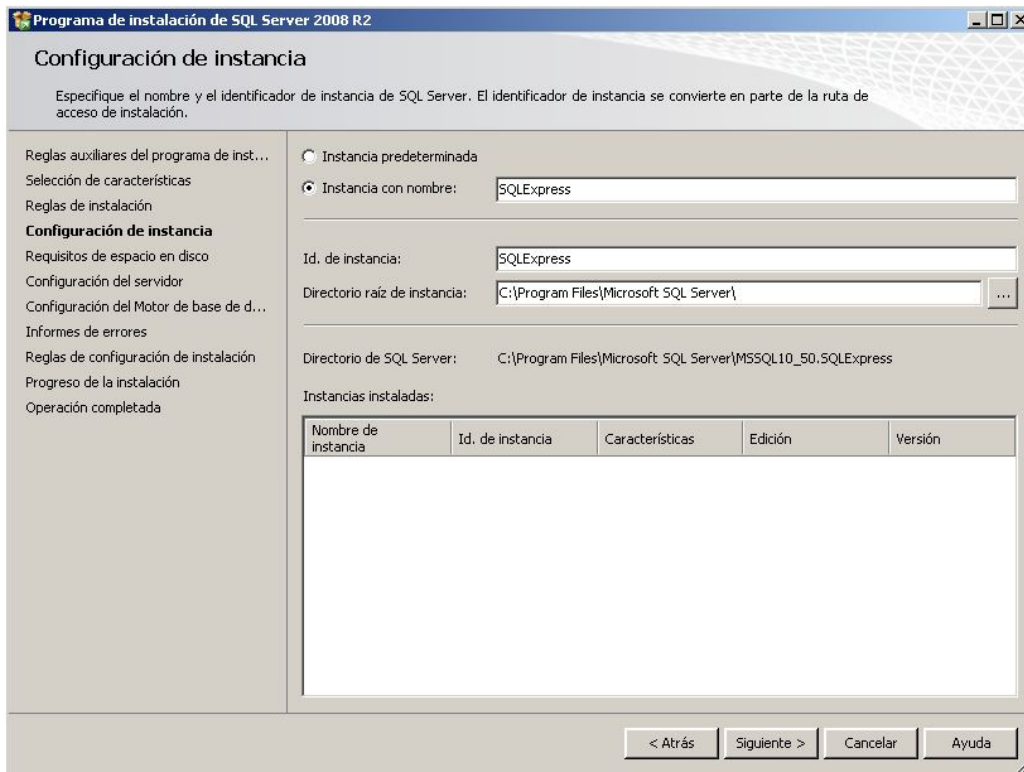 Programa de instalación de SQL Server 2008 R2
Configuración de instancia
Especifique el nombre y el identificador de instancia de SQL Server. El identificador de instancia se convierte en parte de la ruta de
acceso de instalación.
Reglas auxiliares del programa de inst...
Selección de características
Reglas de instalación
Configuración de instancia
Requisitos de espacio en disco
Configuración del servidor
Configuración del Motor de base de d...
Informes de errores
Reglas de configuración de instalación
Progreso de la instalación
Operación completada
Instancia predeterminada
Instancia con nombre: SQLExpress
Id. de instancia: SQLExpress
Directorio raíz de instancia: C:\Program Files\Microsoft SQL Server\ ...
Directorio de SQL Server: C:\Program Files\Microsoft SQL Server\MSSQL10_50.SQLExpress
Instancias instaladas:
Nombre de instancia Id. de instancia Características Edición Versión
< Atrás Siguiente > Cancelar Ayuda